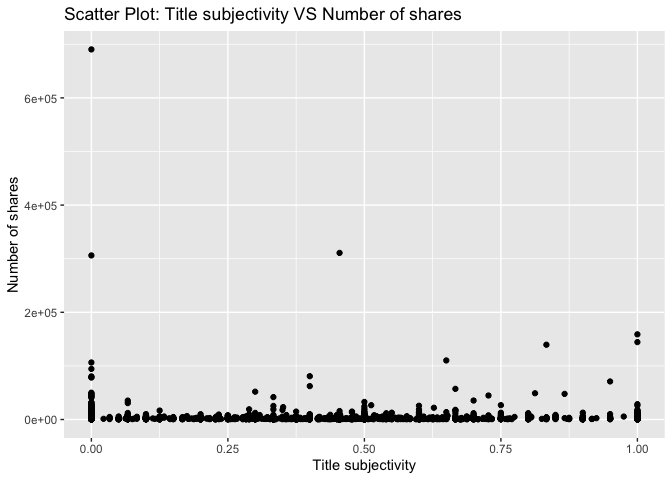 Scatter Plot: Title subjectivity VS Number of shares
Number of shares
6e+05
4e+05
2e+05
0e+00
0.00 0.25 0.50 0.75 1.00
Title subjectivity